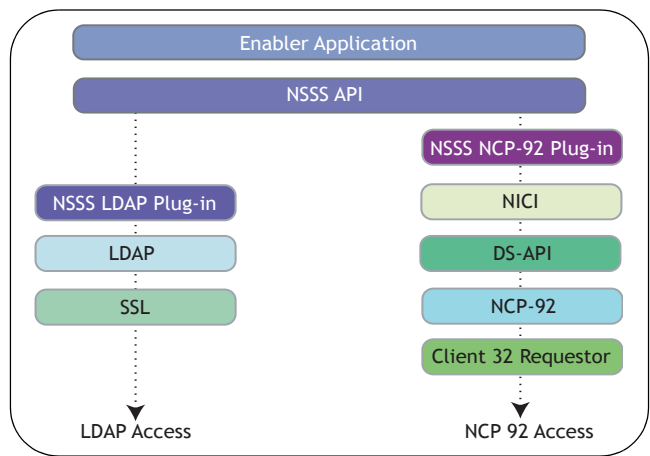 Enabler Application
NSSS API
NSSS NCP-92 Plug-in
NSSS LDAP Plug-in
NICI
LDAP
DS-API
SSL
NCP-92
Client 32 Requestor
LDAP Access
NCP 92 Access